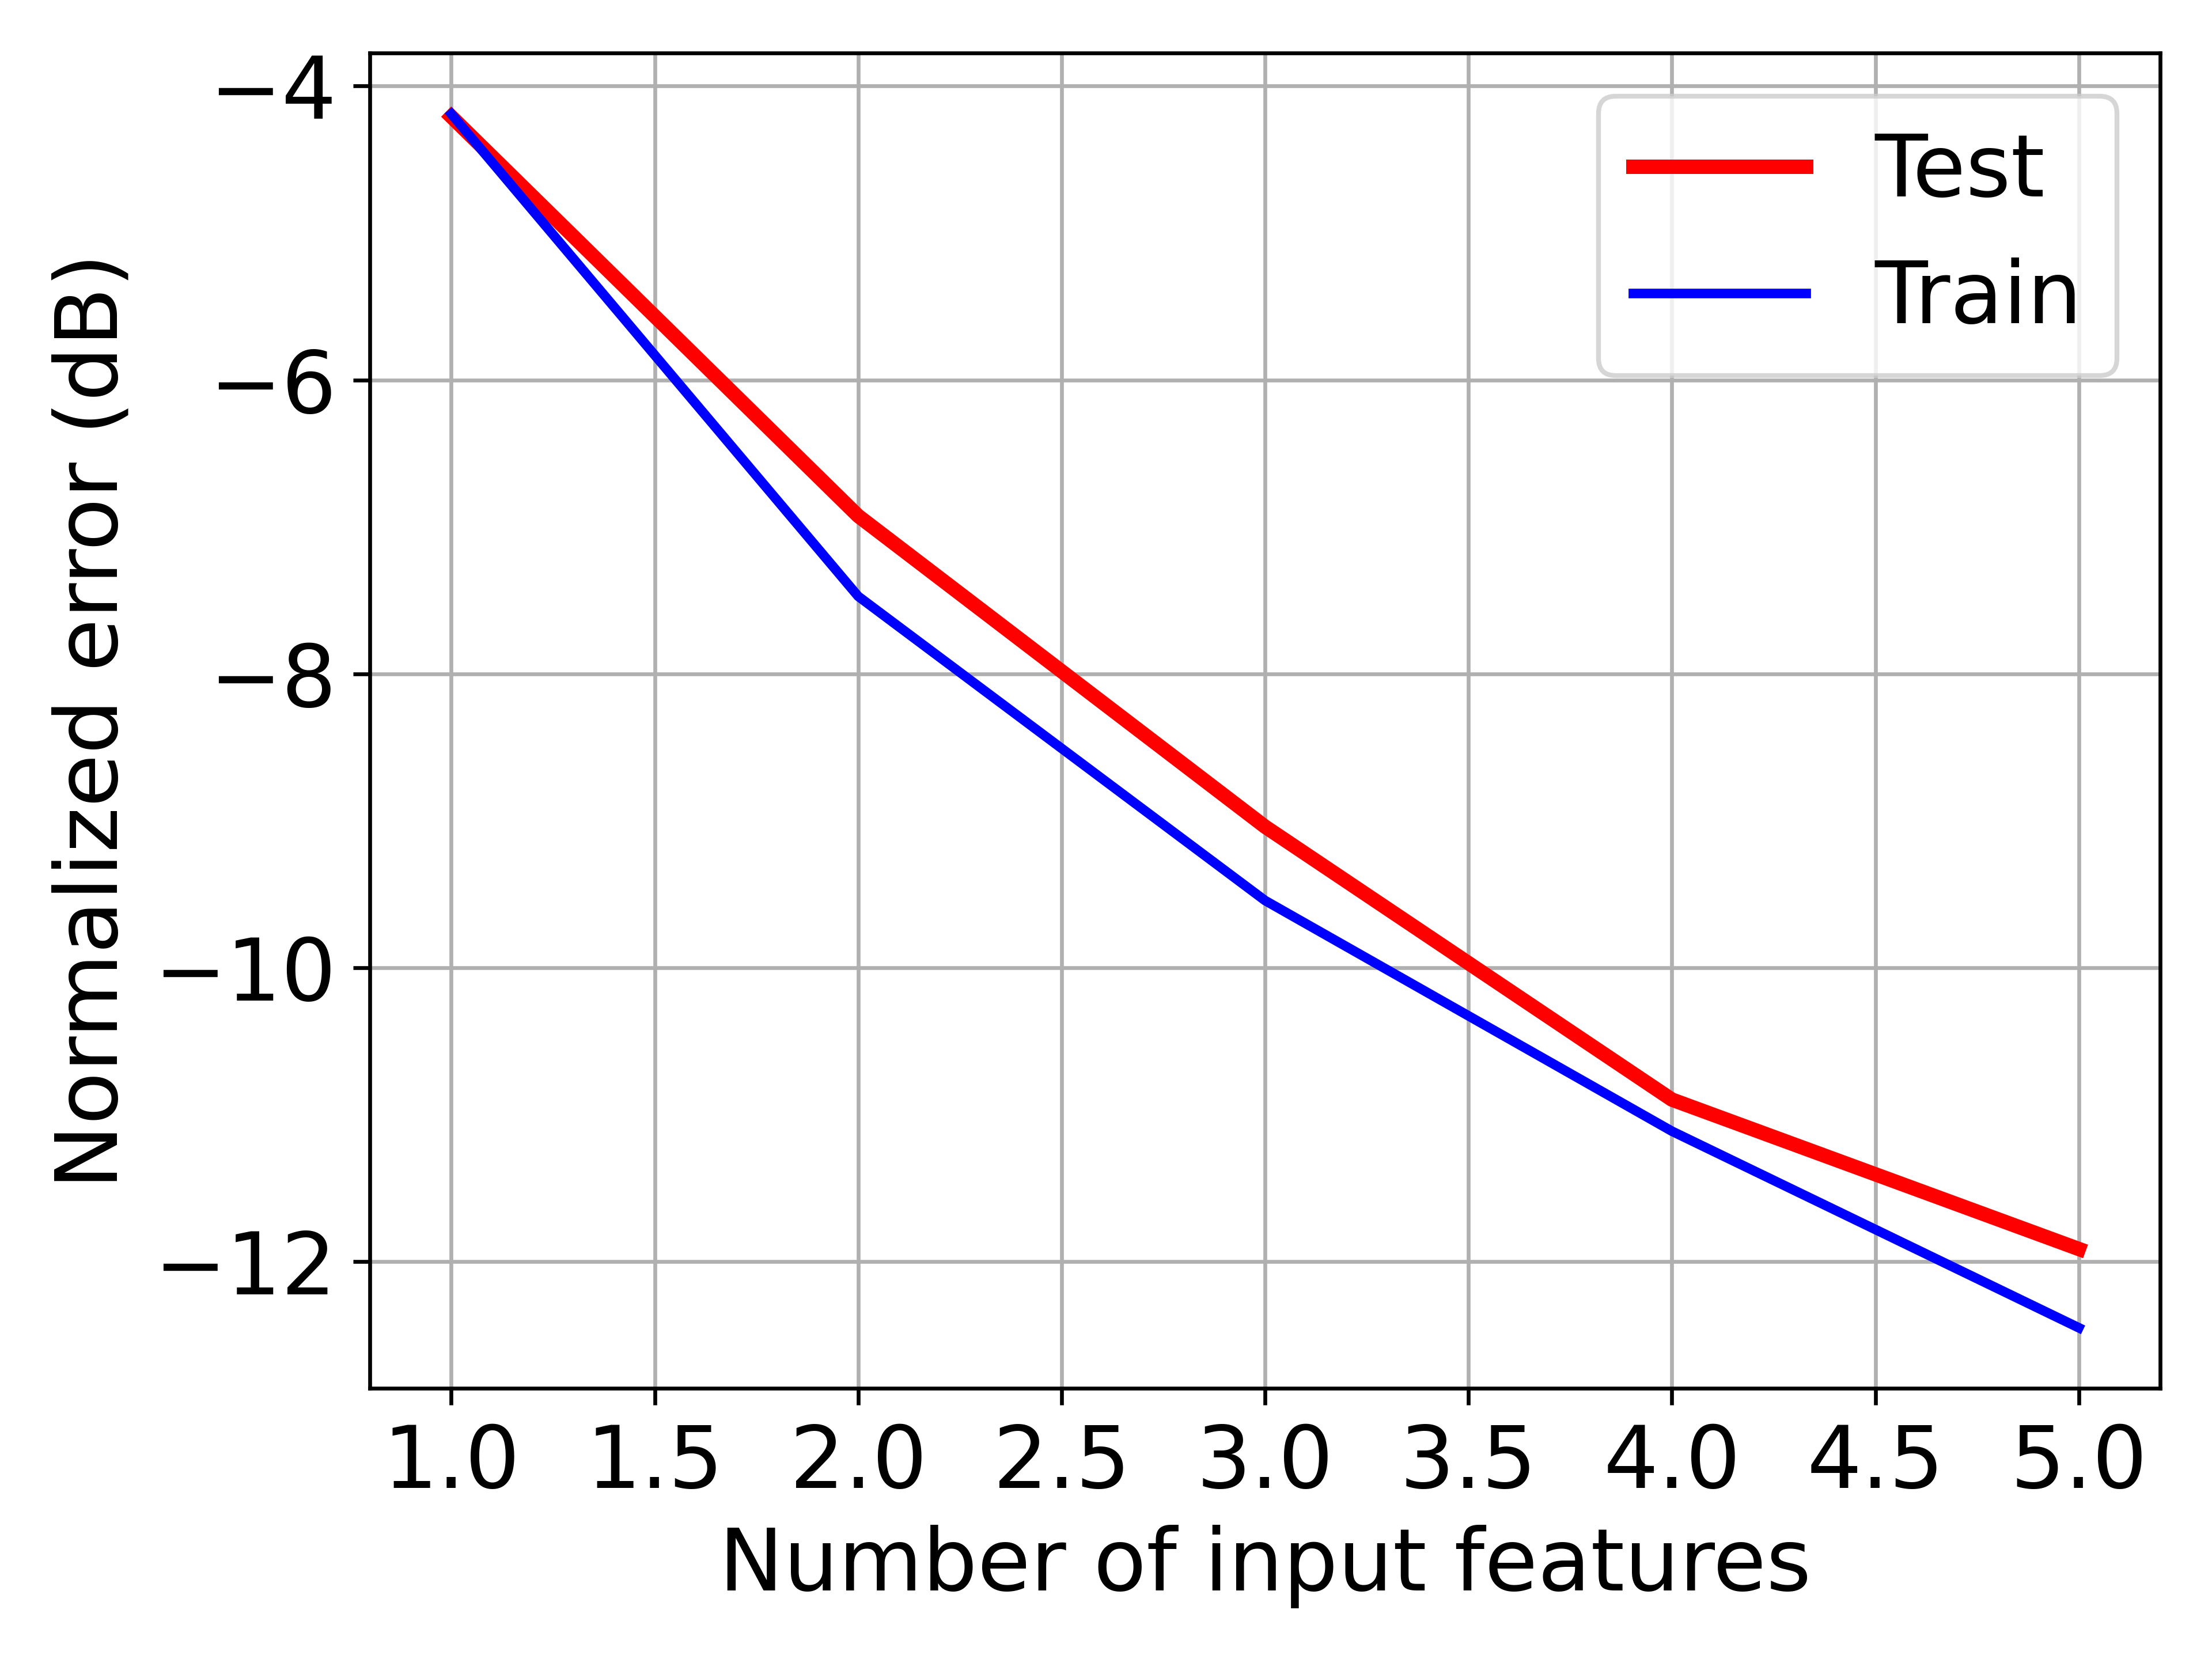 −4
−6
−8
−10
−12
Normalized error (dB)
Test
Train
1.0 1.5 2.0 2.5 3.0 3.5 4.0 4.5 5.0
Number of input features